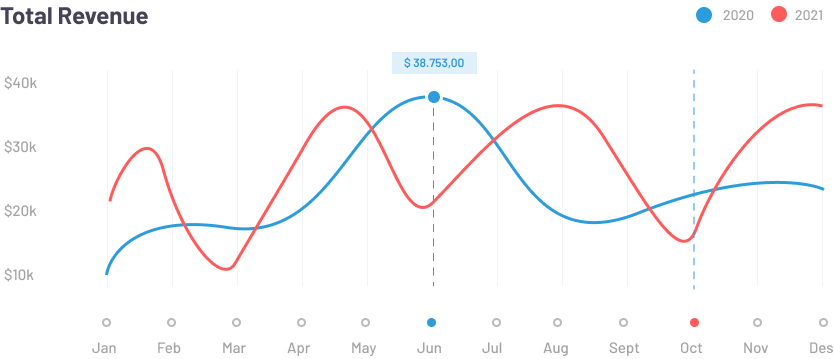 Total Revenue
2020
2021
$ 38.753,00
$40k
$30k
$20k
$10k
Jan Feb Mar Apr May Jun Jul Aug Sept Oct Nov Des